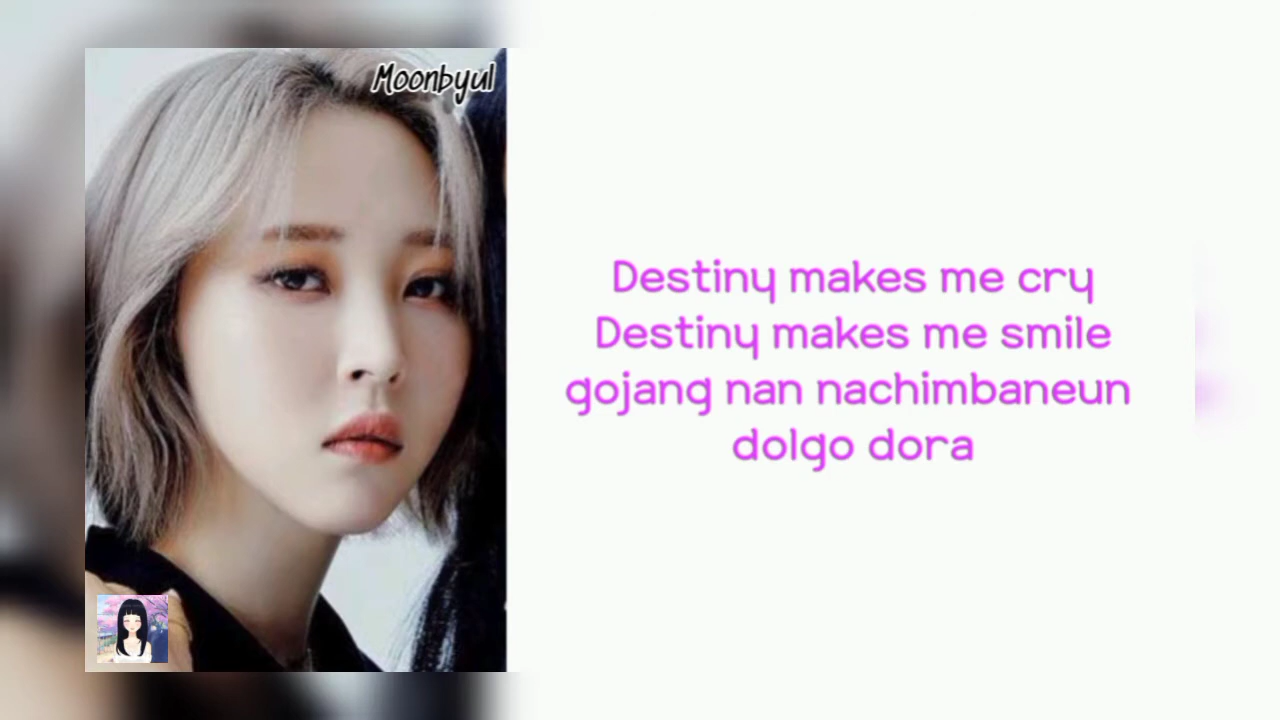 Moonbyul
Destiny makes me cry
Destiny makes me smile
gojang nan nachimbaneun
dolgo dora